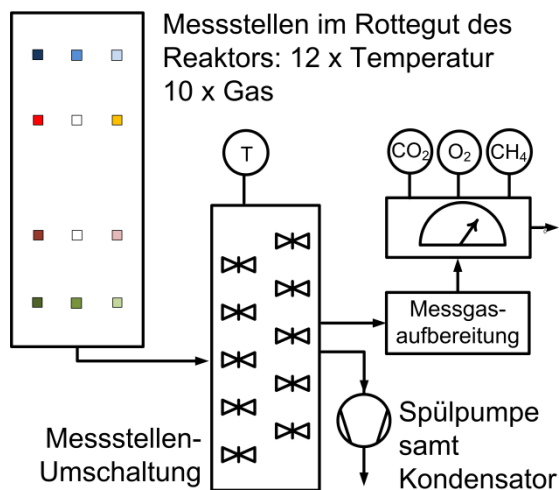 Messstellen im Rottegut des
Reaktors: 12 x Temperatur
10 x Gas
T
CO2
O2
CH4
Messgas-
aufbereitung
Messstellen-
Umschaltung
Spülpumpe
samt
Kondensator